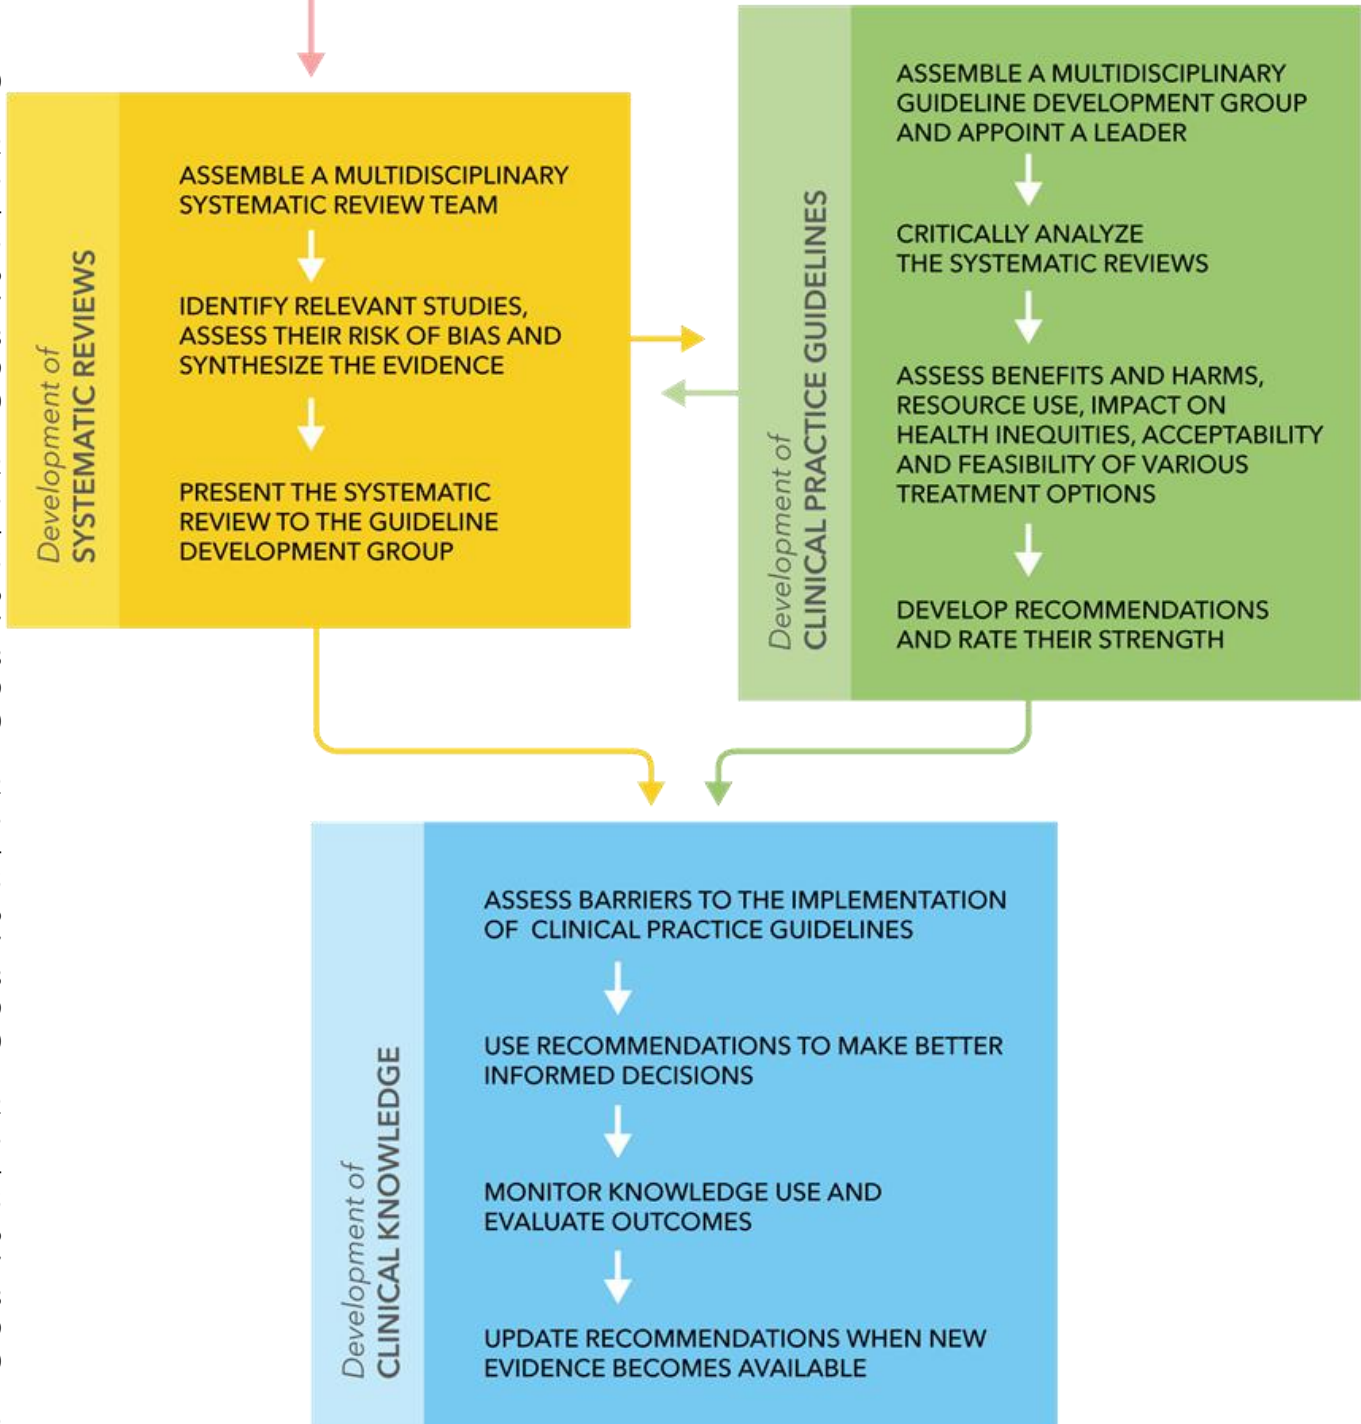 Development of
SYSTEMATIC REVIEWS
ASSEMBLE A MULTIDISCIPLINARY
SYSTEMATIC REVIEW TEAM
IDENTIFY RELEVANT STUDIES,
ASSESS THEIR RISK OF BIAS AND
SYNTHESIZE THE EVIDENCE
PRESENT THE SYSTEMATIC
REVIEW TO THE GUIDELINE
DEVELOPMENT GROUP
Development of
CLINICAL PRACTICE GUIDELINES
ASSEMBLE A MULTIDISCIPLINARY
GUIDELINE DEVELOPMENT GROUP
AND APPOINT A LEADER
CRITICALLY ANALYZE
THE SYSTEMATIC REVIEWS
ASSESS BENEFITS AND HARMS,
RESOURCE USE, IMPACT ON
HEALTH INEQUITIES, ACCEPTABILITY
AND FEASIBILITY OF VARIOUS
TREATMENT OPTIONS
DEVELOP RECOMMENDATIONS
AND RATE THEIR STRENGTH
Development of
CLINICAL KNOWLEDGE
ASSESS BARRIERS TO THE IMPLEMENTATION
OF CLINICAL PRACTICE GUIDELINES
USE RECOMMENDATIONS TO MAKE BETTER
INFORMED DECISIONS
MONITOR KNOWLEDGE USE AND
EVALUATE OUTCOMES
UPDATE RECOMMENDATIONS WHEN NEW
EVIDENCE BECOMES AVAILABLE